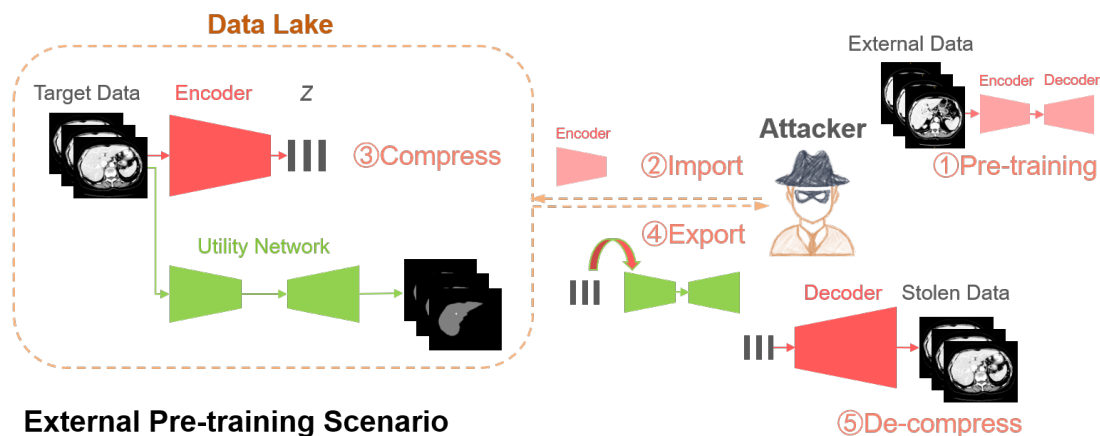 Data Lake
Target Data
Encoder
Z
③Compress
Utility Network
Encoder
②Import
④Export
Attacker
External Data
Encoder
Decoder
①Pre-training
Decoder
Stolen Data
⑤De-compress
External Pre-training Scenario